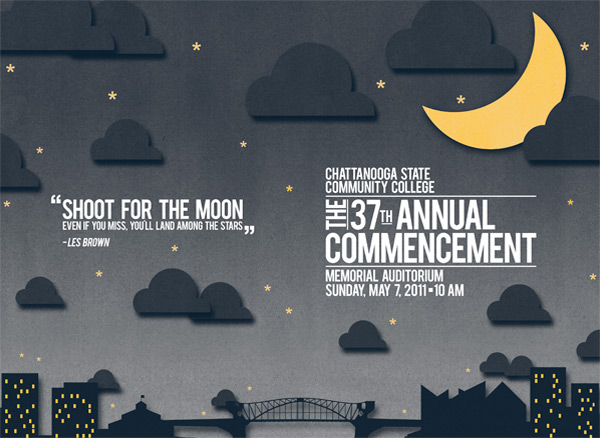 “SHOOT FOR THE MOON
EVEN IF YOU MISS, YOU'LL LAND AMONG THE STARS„
~LES BROWN
CHATTANOOGA STATE
COMMUNITY COLLEGE
THE 37TH ANNUAL
COMMENCEMENT
MEMORIAL AUDITORIUM
SUNDAY, MAY 7, 2011▪10 AM